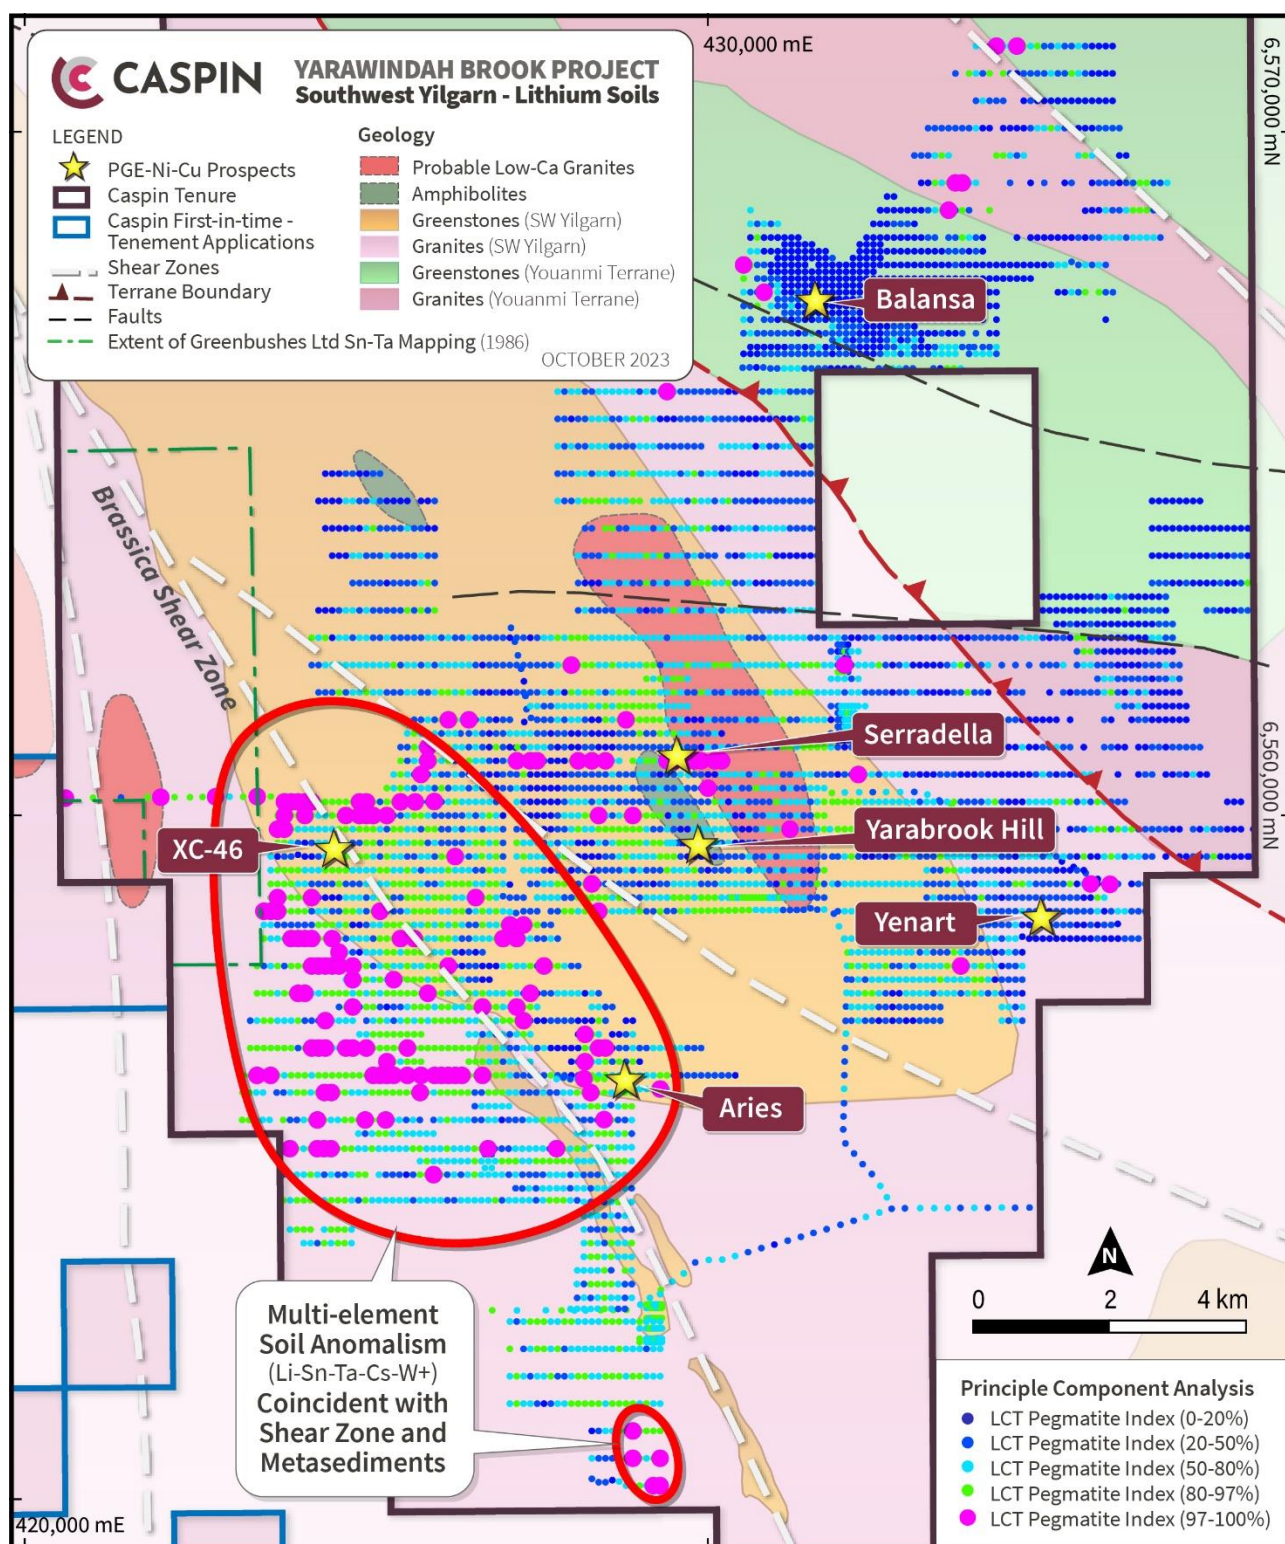 430,000 mE
6,570,000 mN
CASPIN
YARAWINDAH BROOK PROJECT
Southwest Yilgarn - Lithium Soils
LEGEND
PGE-Ni-Cu Prospects
Caspin Tenure
Caspin First-in-time -
Tenement Applications
Shear Zones
Terrane Boundary
Faults
Extent of Greenbushes Ltd Sn-Ta Mapping (1986)
Geology
Probable Low-Ca Granites
Amphibolites
Greenstones (SW Yilgarn)
Granites (SW Yilgarn)
Greenstones (Youanmi Terrane)
Granites (Youanmi Terrane)
OCTOBER 2023
Balansa
Brassica Shear Zone
Serradella
6,560,000 mN
XC-46
Yarabrook Hill
Yenart
Aries
Multi-element
Soil Anomalism
(Li-Sn-Ta-Cs-W+)
Coincident with
Shear Zone and
Metasediments
N
0 2 4 km
Principle Component Analysis
LCT Pegmatite Index (0-20%)
LCT Pegmatite Index (20-50%)
LCT Pegmatite Index (50-80%)
LCT Pegmatite Index (80-97%)
LCT Pegmatite Index (97-100%)
420,000 mE